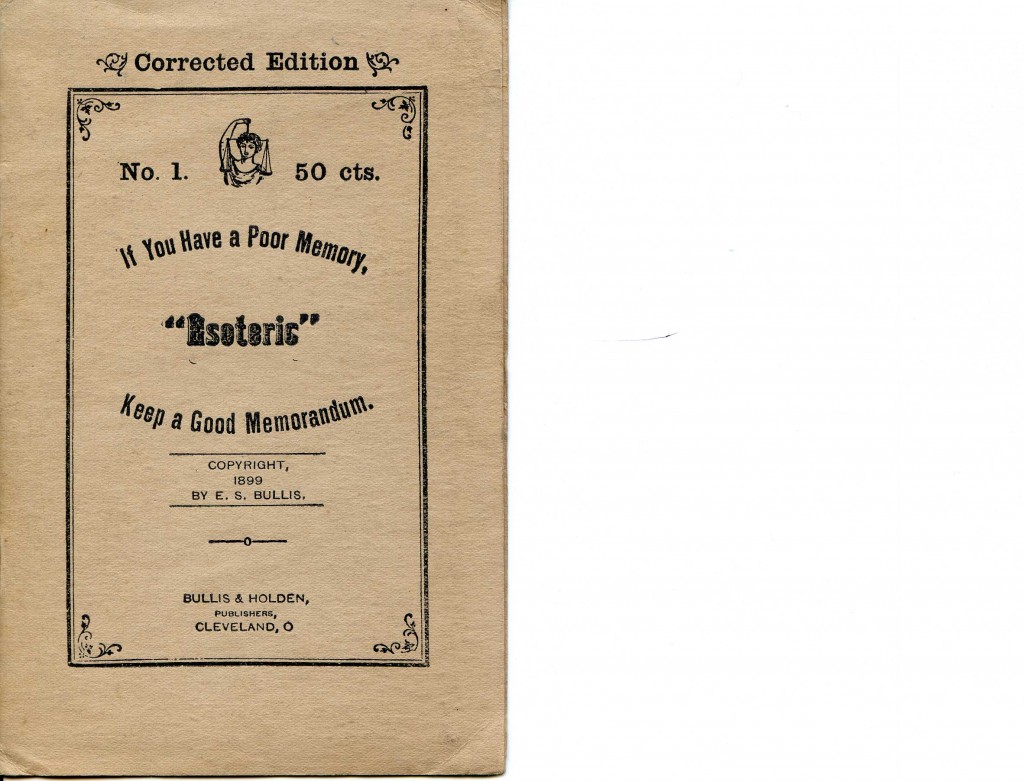 Corrected Edition
No. 1. 50 cts.
If You Have a Poor Memory,
"Esoteric"
Keep a Good Memorandum.
COPYRIGHT,
1899
BY E. S. BULLIS.
BULLIS & HOLDEN,
PUBLISHERS,
CLEVELAND, O